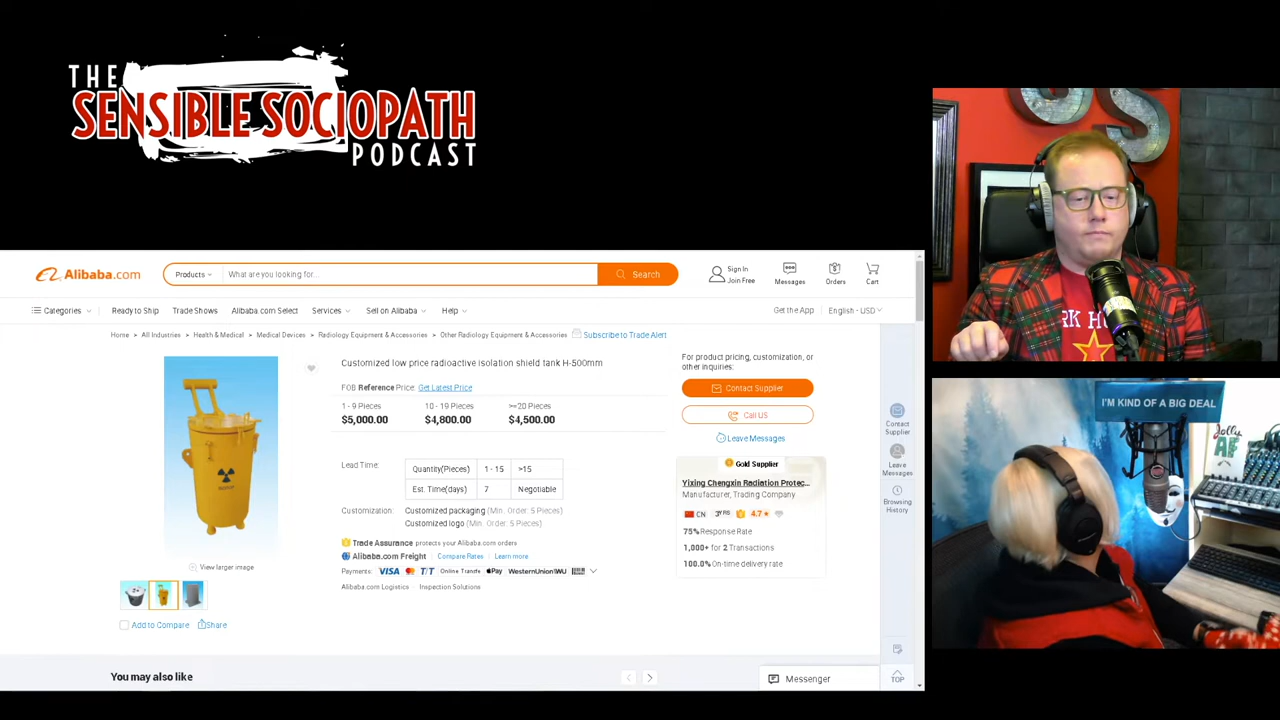 THE
SENSIBLE SOCIOPATH
PODCAST
Alibaba.com
Products
What are you looking for...
Search
Sign In
Join Free
Messages
Orders
Cart
Categories
Ready to Ship
Trade Shows
Alibaba.com Select
Services
Sell on Alibaba
Help
Get the App
English - USD
Home
All Industries
Health & Medical
Medical Devices
Radiology Equipment & Accessories
Other Radiology Equipment & Accessories
Subscribe to Trade Alert
Customized low price radioactive isolation shield tank H-500mm
FOB Reference Price: Get Latest Price
1 - 9 Pieces
10 - 19 Pieces
>=20 Pieces
$5,000.00
$4,800.00
$4,500.00
Lead Time:
Quantity(Pieces)
1 - 15
>15
Est. Time(days)
7
Negotiable
Customization:
Customized packaging (Min. Order: 5 Pieces)
Customized logo (Min. Order: 5 Pieces)
Trade Assurance protects your Alibaba.com orders
Alibaba.com Freight
Compare Rates
Learn more
Payments:
VISA
T/T
Online Transfe
Pay
WesternUnion WU
Alibaba.com Logistics
Inspection Solutions
View larger image
Add to Compare
Share
For product pricing, customization, or
other inquiries:
Contact Supplier
Call US
Leave Messages
Gold Supplier
Yixing Chengxin Radiation Protec...
Manufacturer, Trading Company
CN
3YRS
4.7
75% Response Rate
1,000+ for 2 Transactions
100.0% On-time delivery rate
Contact
Supplier
Leave
Messages
Browsing
History
TOP
You may also like
Messenger
S
S
RK H
I'M KIND OF A BIG DEAL
Jolly
AF